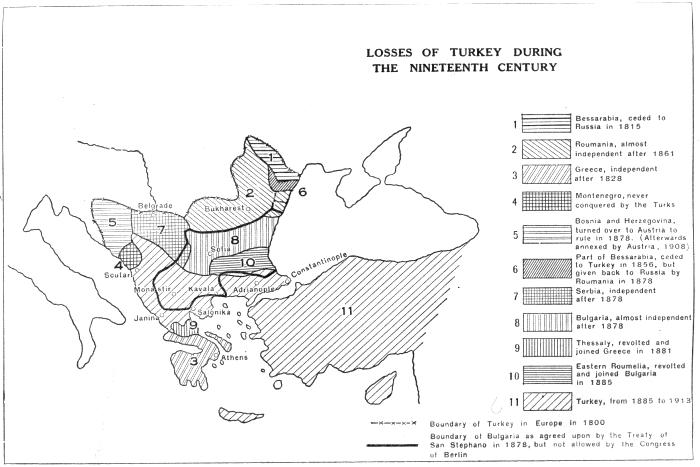 LOSSES OF TURKEY DURING
THE NINETEENTH CENTURY
1 Bessarabia, ceded to
Russia in 1815
2 Roumania, almost
independent after 1861
3 Greece, independent
after 1828
4 Montenegro, never
conquered by the Turks
5 Bosnia and Herzegovina,
turned over to Austria to
rule in 1878. (Afterwards
annexed by Austria, 1908)
6 Part of Bessarabia, ceded
to Turkey in 1856, but
given back to Russia by
Roumania in 1878
7 Serbia, independent
after 1878
8 Bulgaria, almost independent
after 1878
9 Thessaly, revolted and
joined Greece in 1881
10 Eastern Roumelia, revolted
and joined Bulgaria
in 1885
11 Turkey, from 1885 to 1913
Boundary of Turkey in Europe in 1800
Boundary of Bulgaria as agreed upon by the Treaty of
San Stephano in 1878, but not allowed by the Congress
of Berlin
1
2
6
Belgrade
Bukharest
5
7
8
Sofia
4
Scutari
10
Constantinople
Monastir
Kavala
Adrianople
Janina
Salonika
11
9
3
Athens